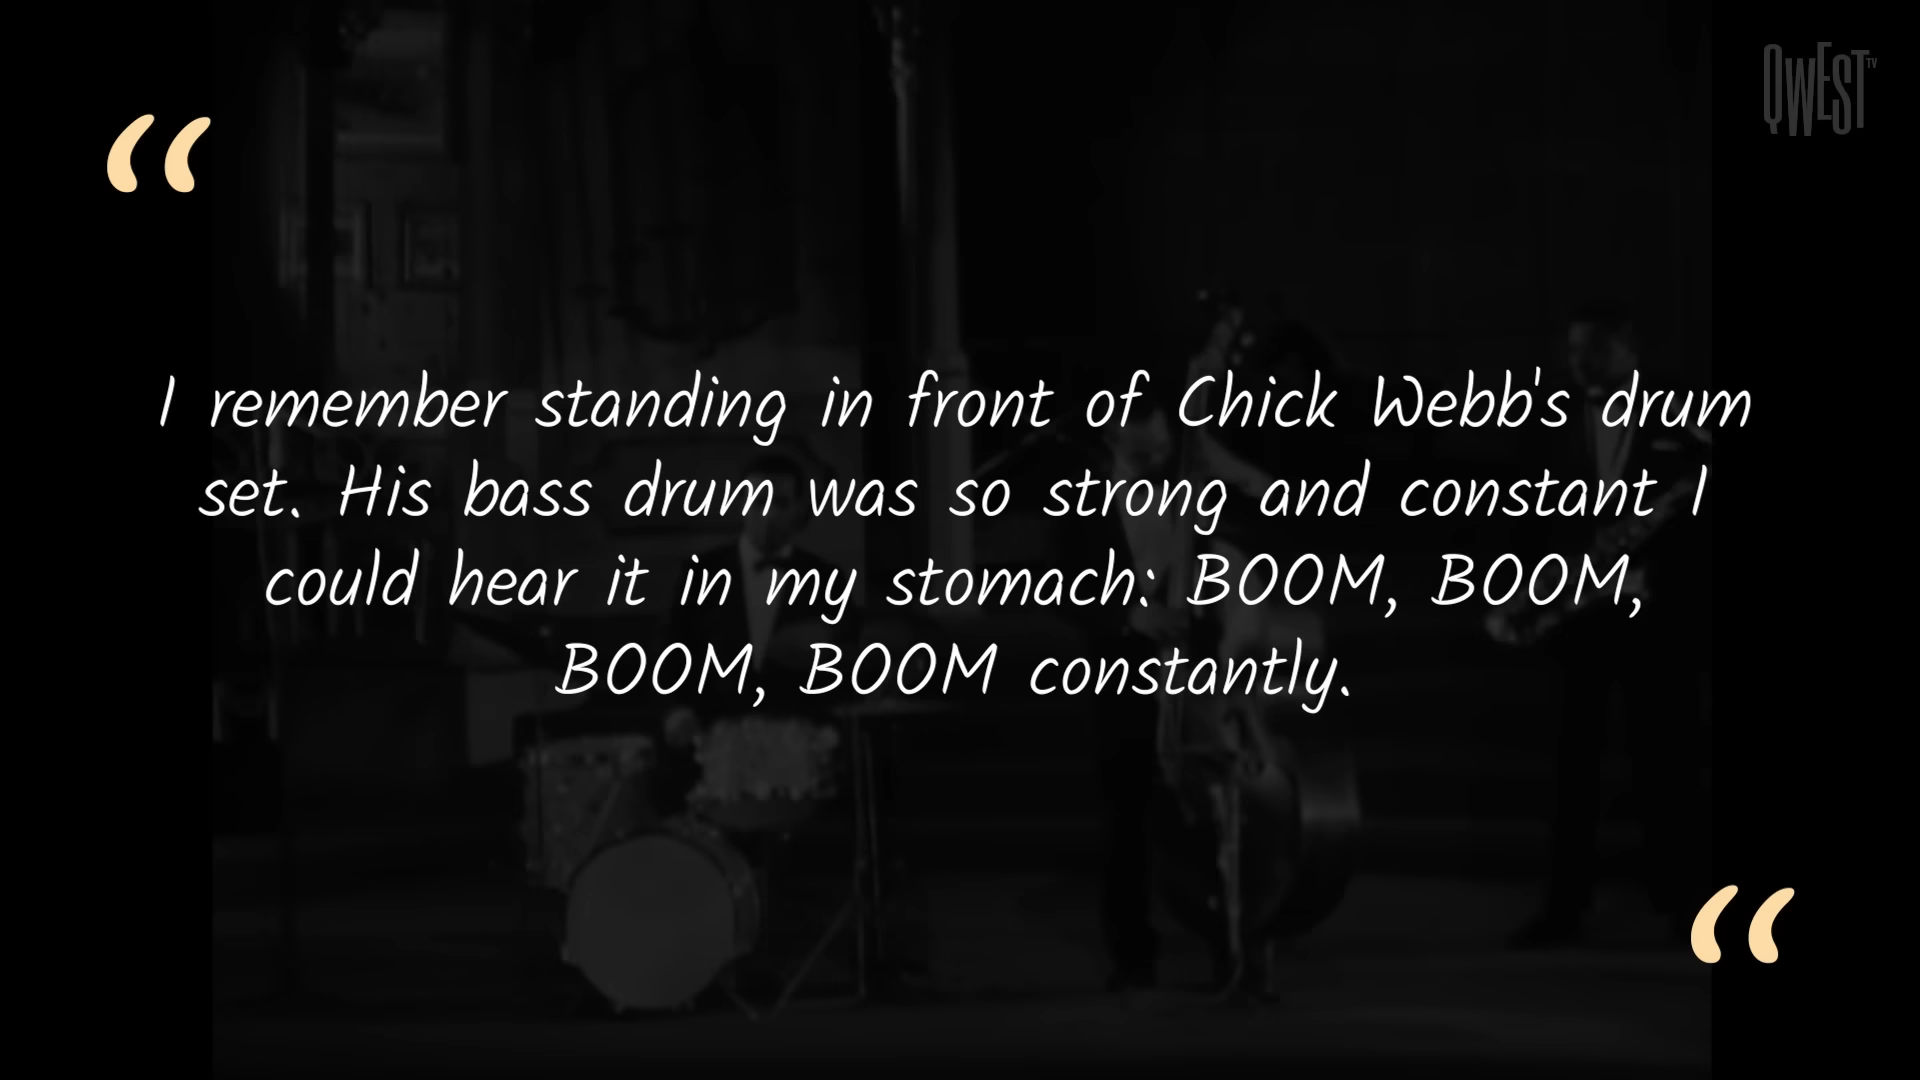 QWEST TV
“
I remember standing in front of Chick Webb's drum
set. His bass drum was so strong and constant I
could hear it in my stomach: BOOM, BOOM,
BOOM, BOOM constantly.
“